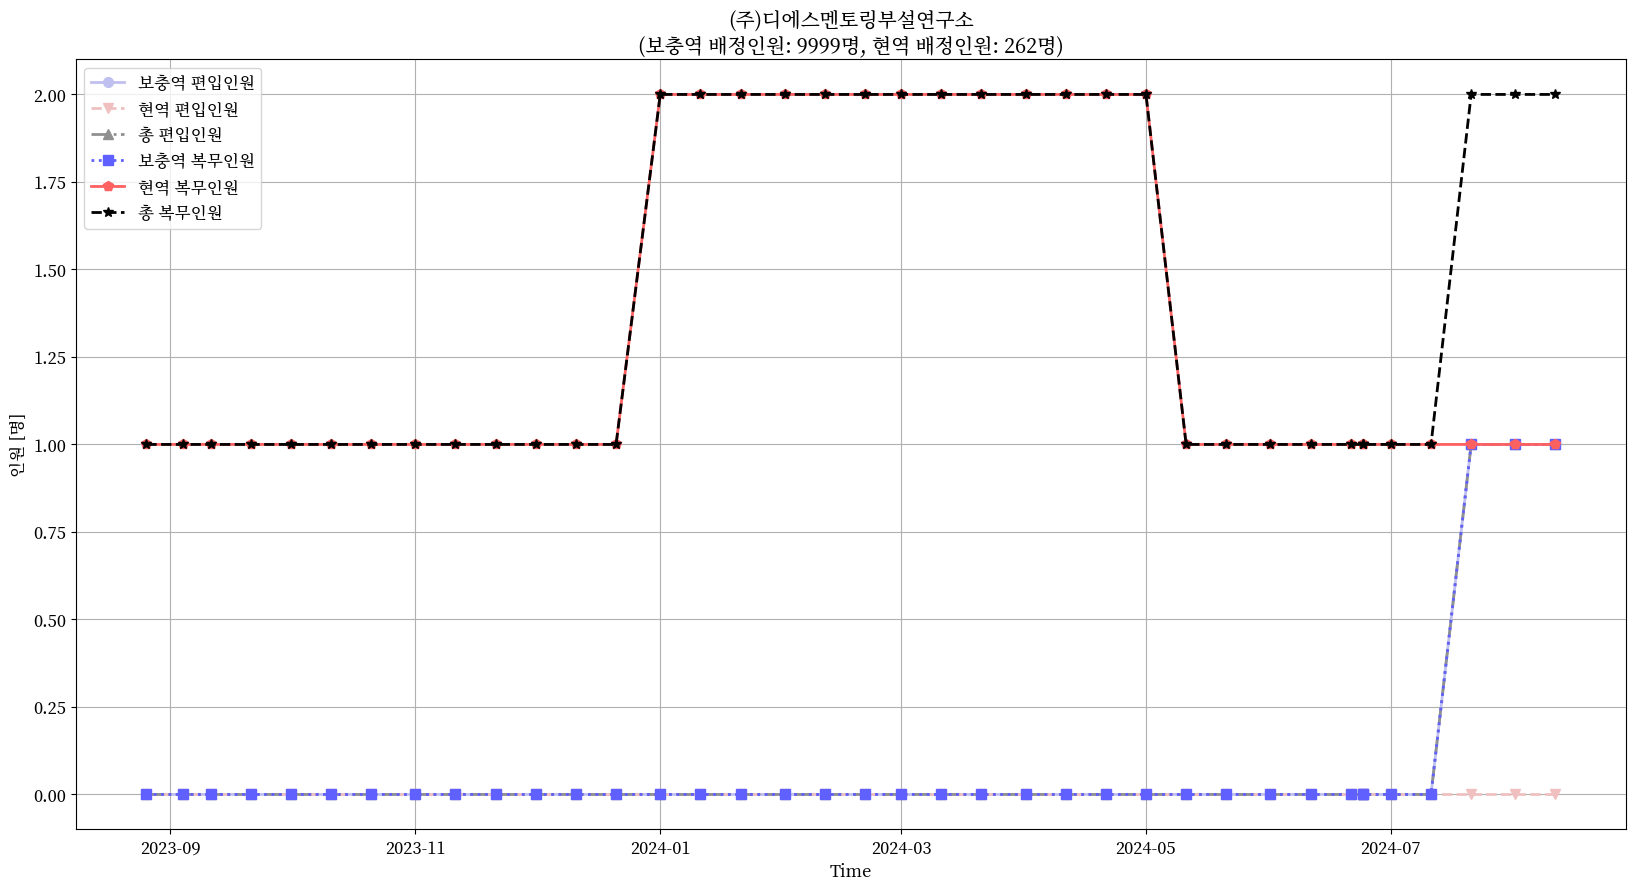 (주)디에스멘토링부설연구소
(보충역 배정인원: 9999명, 현역 배정인원: 262명)
보충역 편입인원
현역 편입인원
총 편입인원
보충역 복무인원
현역 복무인원
총 복무인원
2.00
1.75
1.50
1.25
1.00
0.75
0.50
0.25
0.00
인원 [명]
2023-09
2023-11
2024-01
2024-03
2024-05
2024-07
Time